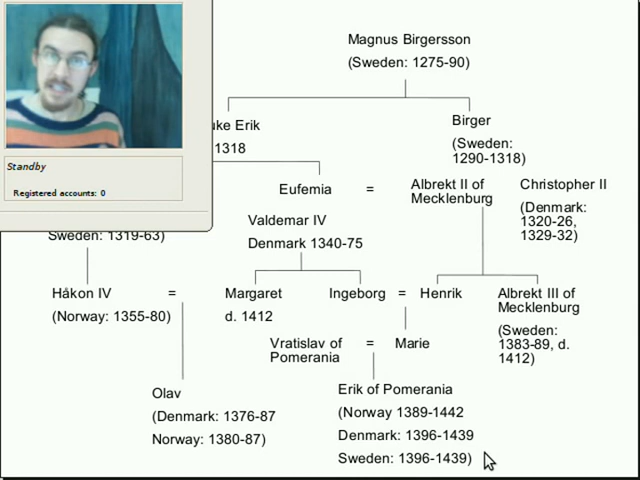 Magnus Birgersson
(Sweden: 1275-90)
uke Erik
1318
Birger
(Sweden:
1290-1318)
Standby
Registered accounts: 0
Eufemia
=
Albrekt II of
Mecklenburg
Christopher II
(Denmark:
1320-26,
1329-32)
Sweden: 1319-63)
Valdemar IV
Denmark 1340-75
Håkon IV
(Norway: 1355-80)
=
Margaret
d. 1412
Ingeborg
=
Henrik
Albrekt III of
Mecklenburg
(Sweden:
1383-89, d.
1412)
Vratislav of
Pomerania
=
Marie
Olav
(Denmark: 1376-87
Norway: 1380-87)
Erik of Pomerania
(Norway 1389-1442
Denmark: 1396-1439
Sweden: 1396-1439)